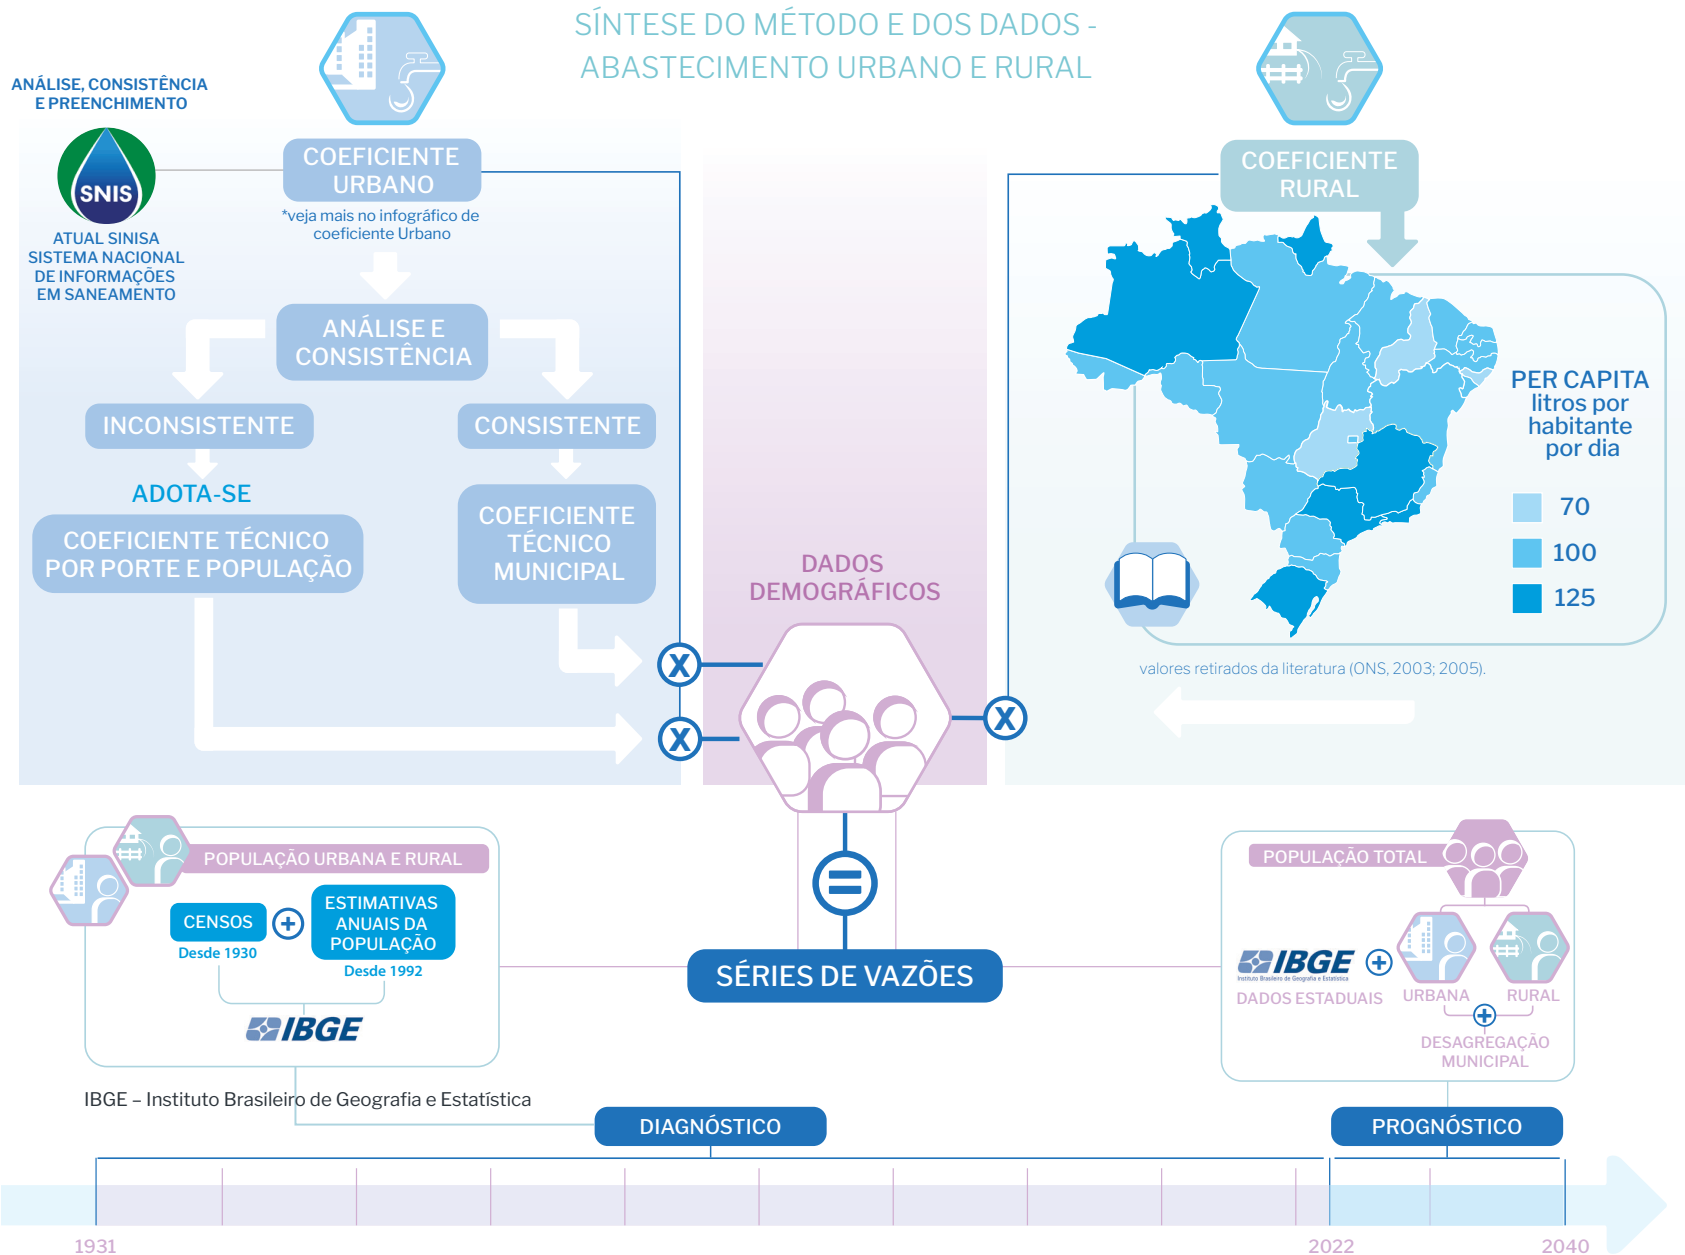 SÍNTESE DO MÉTODO E DOS DADOS -
ABASTECIMENTO URBANO E RURAL
ANÁLISE, CONSISTÊNCIA
E PREENCHIMENTO
SNIS
ATUAL SINISA
SISTEMA NACIONAL
DE INFORMAÇÕES
EM SANEAMENTO
COEFICIENTE
URBANO
*veja mais no infográfico de
coeficiente Urbano
ANÁLISE E
CONSISTÊNCIA
INCONSISTENTE
CONSISTENTE
ADOTA-SE
COEFICIENTE TÉCNICO
POR PORTE E POPULAÇÃO
COEFICIENTE
TÉCNICO
MUNICIPAL
X
X
DADOS
DEMOGRÁFICOS
X
COEFICIENTE
RURAL
PER CAPITA
litros por
habitante
por dia
70
100
125
valores retirados da literatura (ONS, 2003; 2005).
=
SÉRIES DE VAZÕES
POPULAÇÃO URBANA E RURAL
CENSOS
+
ESTIMATIVAS
ANUAIS DA
POPULAÇÃO
Desde 1930
Desde 1992
IBGE
IBGE – Instituto Brasileiro de Geografia e Estatística
POPULAÇÃO TOTAL
IBGE
Instituto Brasileiro de Geografia e Estatística
+
DADOS ESTADUAIS
URBANA
RURAL
+
DESAGREGAÇÃO
MUNICIPAL
DIAGNÓSTICO
PROGNÓSTICO
1931
2022
2040